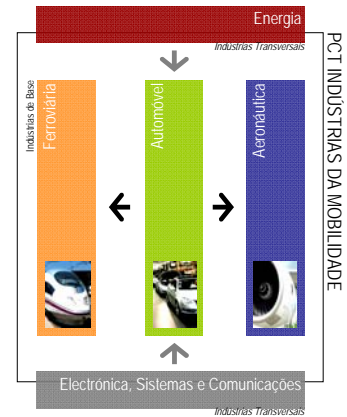 Energia
Indústrias Transversais
PCT INDÚSTRIAS DA MOBILIDADE
Indústrias de Base
Ferroviária
Automóvel
Aeronáutica
Electrónica, Sistemas e Comunicações
Indústrias Transversais